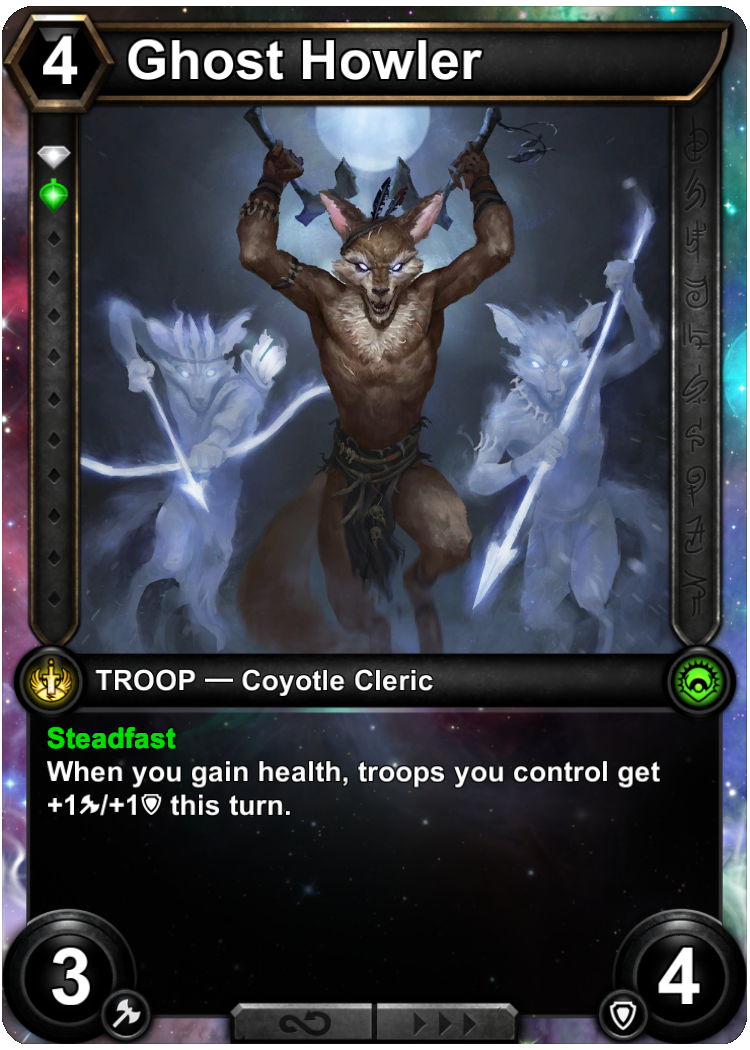 4
Ghost Howler
TROOP — Coyotle Cleric
Steadfast
When you gain health, troops you control get
+1/+1 this turn.
3
4